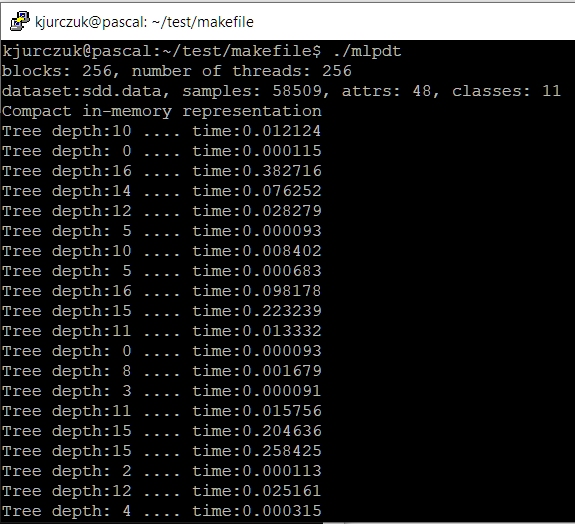 kjurczuk@pascal: ~/test/makefile
kjurczuk@pascal:~/test/makefile$ ./mlpdt
blocks: 256, number of threads: 256
dataset:sdd.data, samples: 58509, attrs: 48, classes: 11
Compact in-memory representation
Tree depth:10 .... time:0.012124
Tree depth: 0 .... time:0.000115
Tree depth:16 .... time:0.382716
Tree depth:14 .... time:0.076252
Tree depth:12 .... time:0.028279
Tree depth: 5 .... time:0.000093
Tree depth:10 .... time:0.008402
Tree depth: 5 .... time:0.000683
Tree depth:16 .... time:0.098178
Tree depth:15 .... time:0.223239
Tree depth:11 .... time:0.013332
Tree depth: 0 .... time:0.000093
Tree depth: 8 .... time:0.001679
Tree depth: 3 .... time:0.000091
Tree depth:11 .... time:0.015756
Tree depth:15 .... time:0.204636
Tree depth:15 .... time:0.258425
Tree depth: 2 .... time:0.000113
Tree depth:12 .... time:0.025161
Tree depth: 4 .... time:0.000315